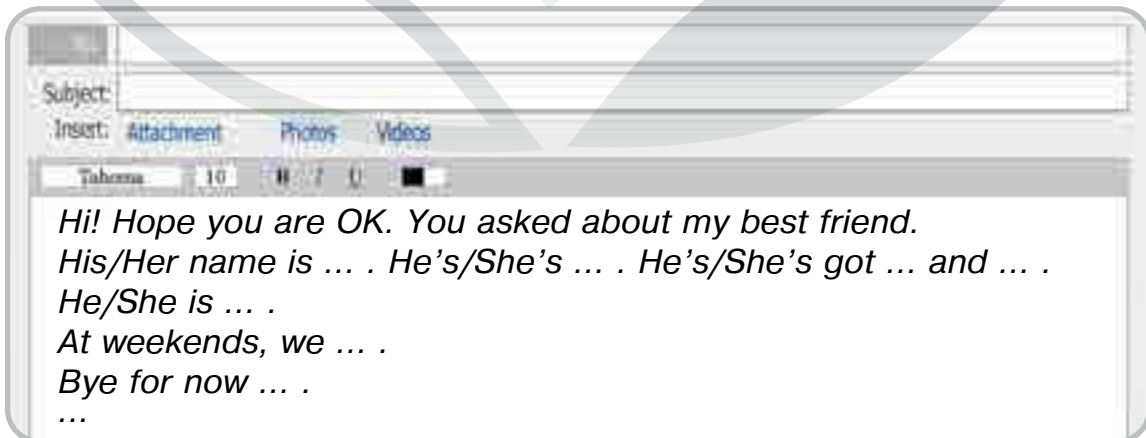 Subject:
Insert: Attachment Photos Videos
Tahoma 10 B I U
Hi! Hope you are OK. You asked about my best friend.
His/Her name is ... . He's/She's ... . He's/She's got ... and ... .
He/She is ... .
At weekends, we ... .
Bye for now ... .
...